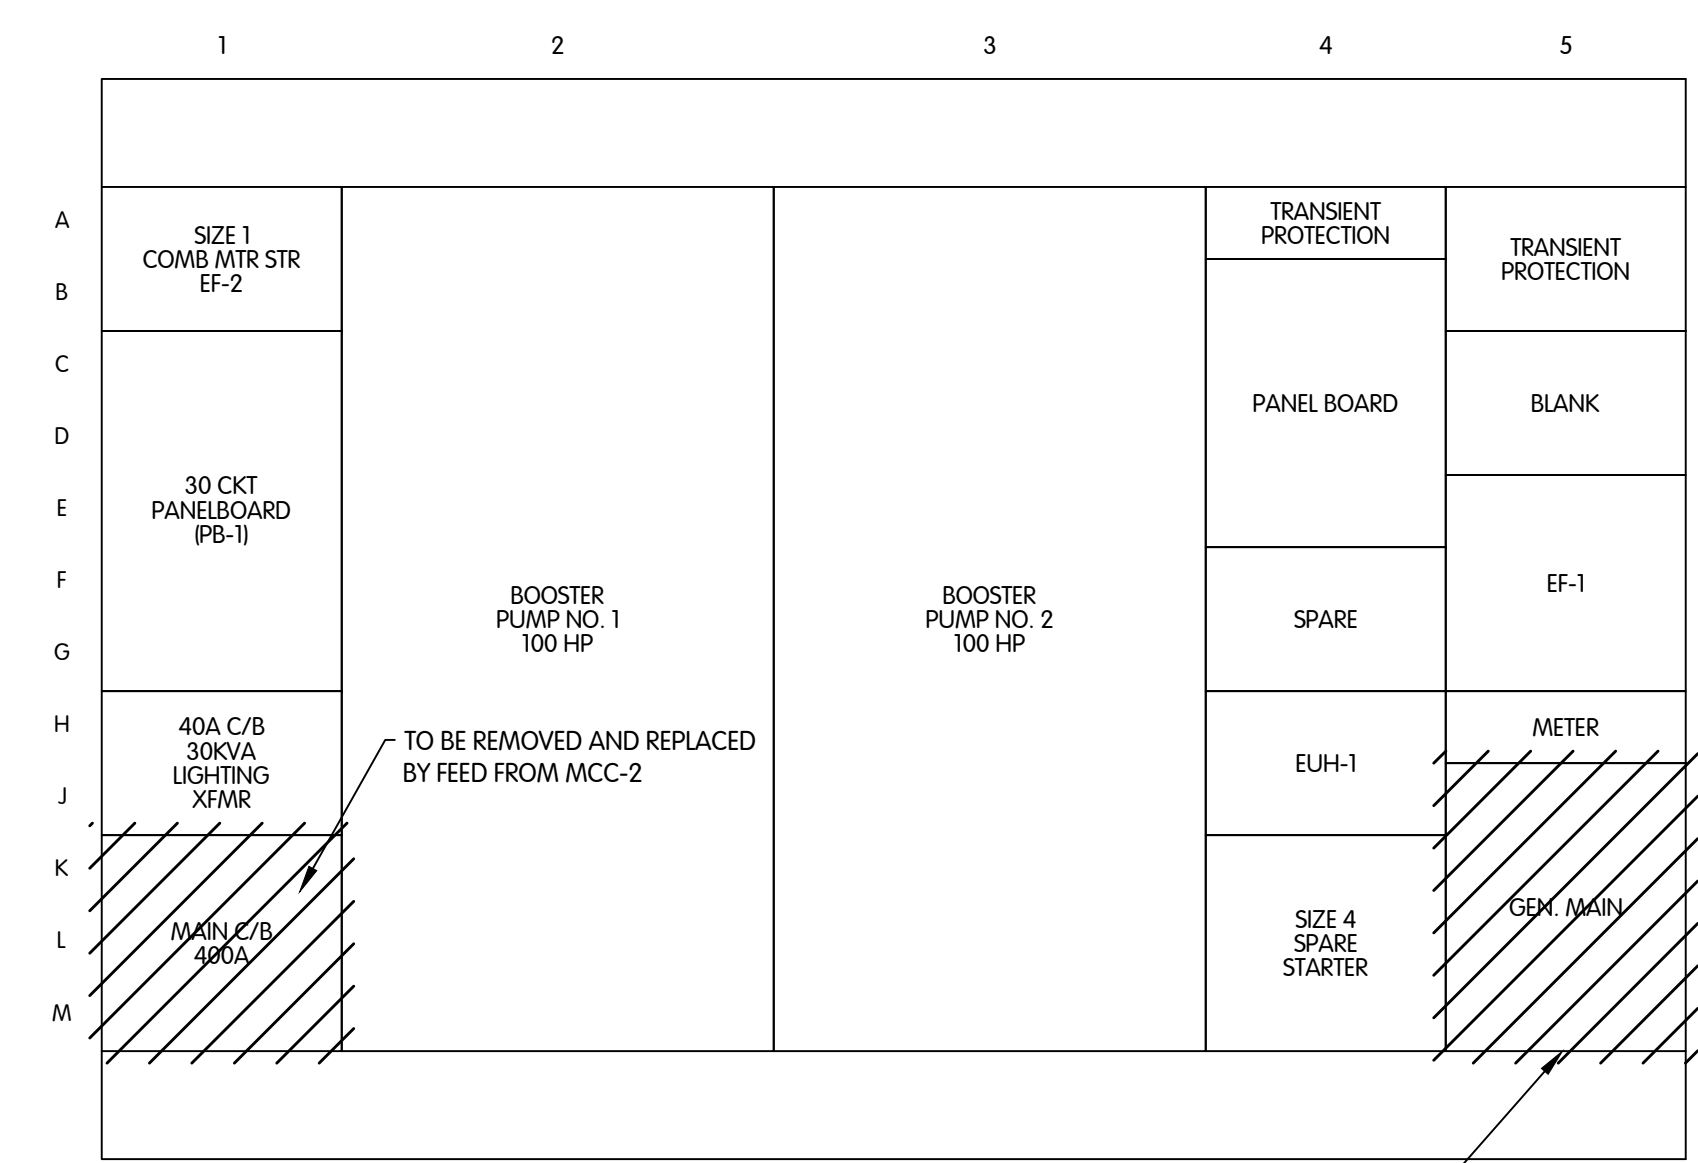 1
2
3
4
5
A
B
C
D
E
F
G
H
J
K
L
M
SIZE 1
COMB MTR STR
EF-2
30 CKT
PANELBOARD
(PB-1)
40A C/B
30KVA
LIGHTING
XFMR
MAIN C/B
400A
BOOSTER
PUMP NO. 1
100 HP
TO BE REMOVED AND REPLACED
BY FEED FROM MCC-2
BOOSTER
PUMP NO. 2
100 HP
TRANSIENT
PROTECTION
PANEL BOARD
SPARE
EUH-1
SIZE 4
SPARE
STARTER
TRANSIENT
PROTECTION
BLANK
EF-1
METER
GEN. MAIN